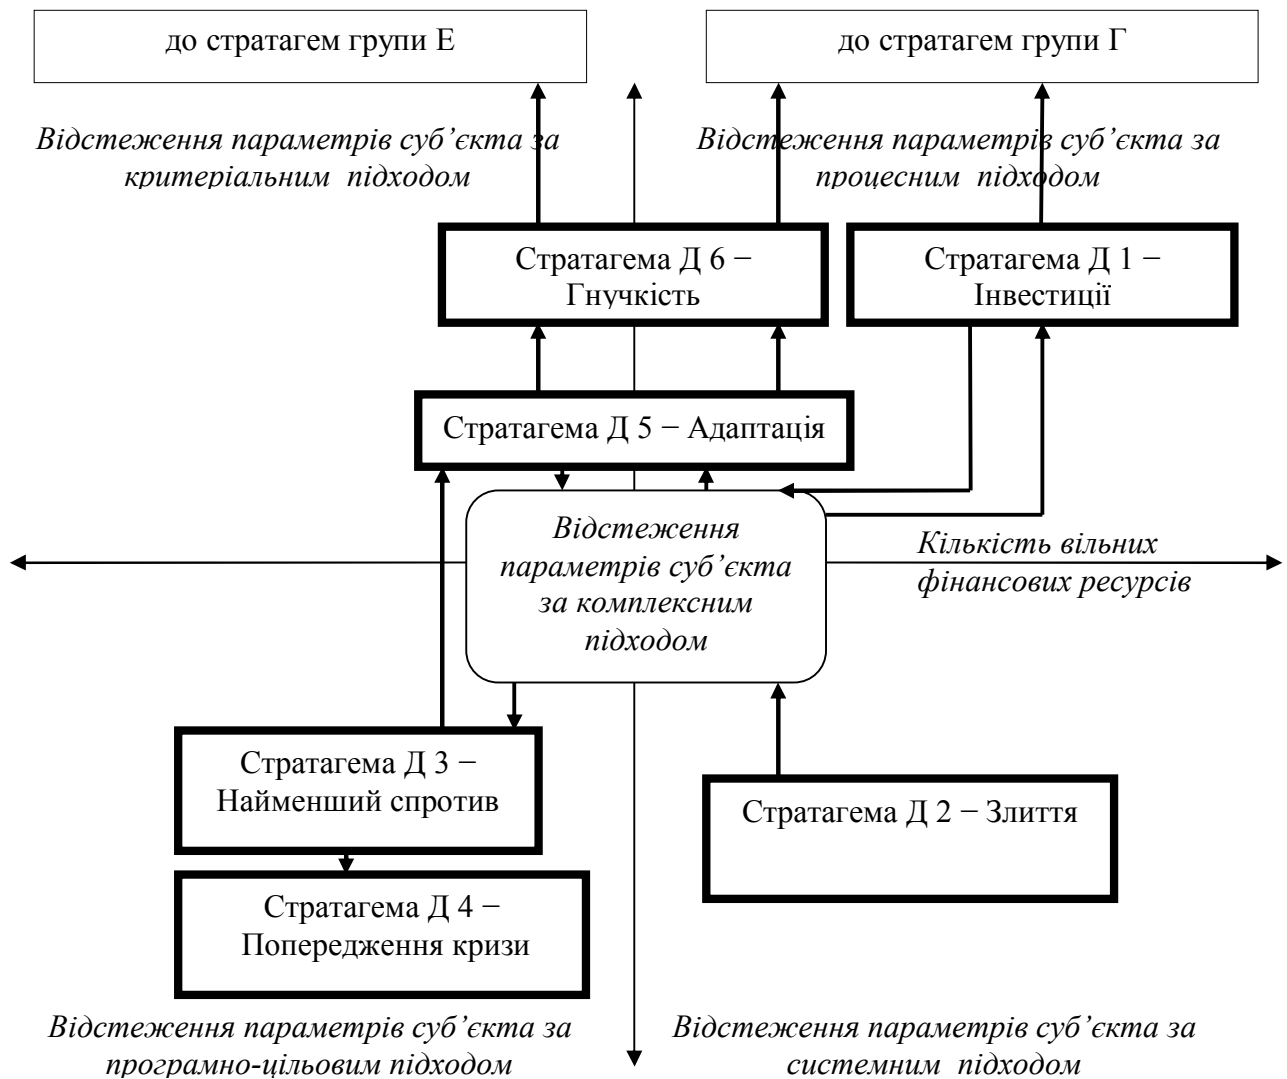 до стратагем групи Е
до стратагем групи Г
Відстеження параметрів суб’єкта за
критеріальним підходом
Відстеження параметрів суб’єкта за
процесним підходом
Стратагема Д 6 −
Гнучкість
Стратагема Д 1 −
Інвестиції
Стратагема Д 5 − Адаптація
Відстеження
параметрів суб’єкта
за комплексним
підходом
Кількість вільних
фінансових ресурсів
Стратагема Д 3 −
Найменший спротив
Стратагема Д 2 − Злиття
Стратагема Д 4 −
Попередження кризи
Відстеження параметрів суб’єкта за
програмно-цільовим підходом
Відстеження параметрів суб’єкта за
системним підходом